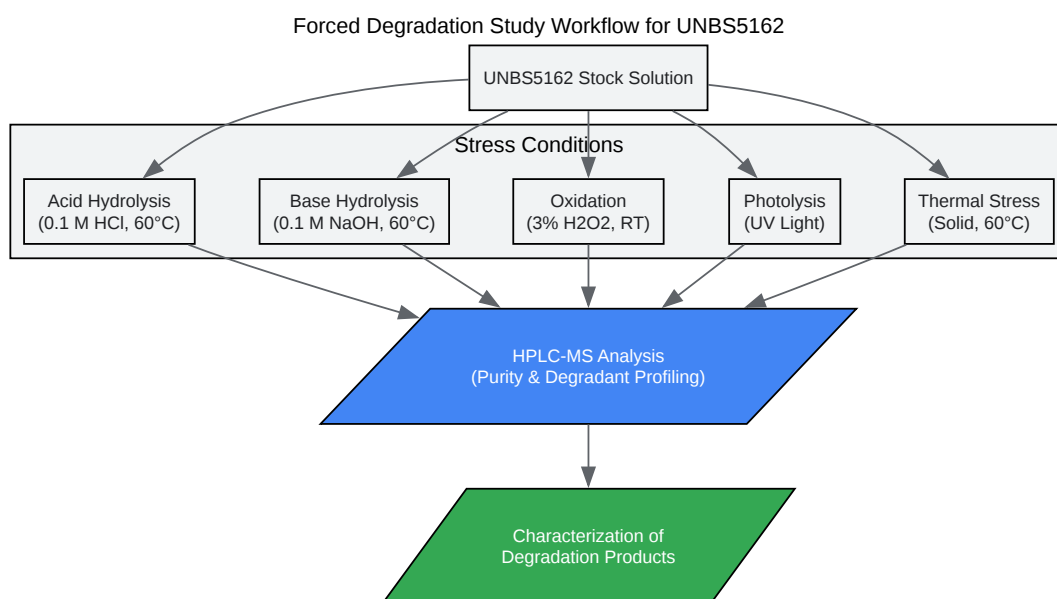 Forced Degradation Study Workflow for UNBS5162
UNBS5162 Stock Solution
Stress Conditions
Acid Hydrolysis
(0.1 M HCl, 60°C)
Base Hydrolysis
(0.1 M NaOH, 60°C)
Oxidation
(3% H2O2, RT)
Photolysis
(UV Light)
Thermal Stress
(Solid, 60°C)
HPLC-MS Analysis
(Purity & Degradant Profiling)
Characterization of
Degradation Products